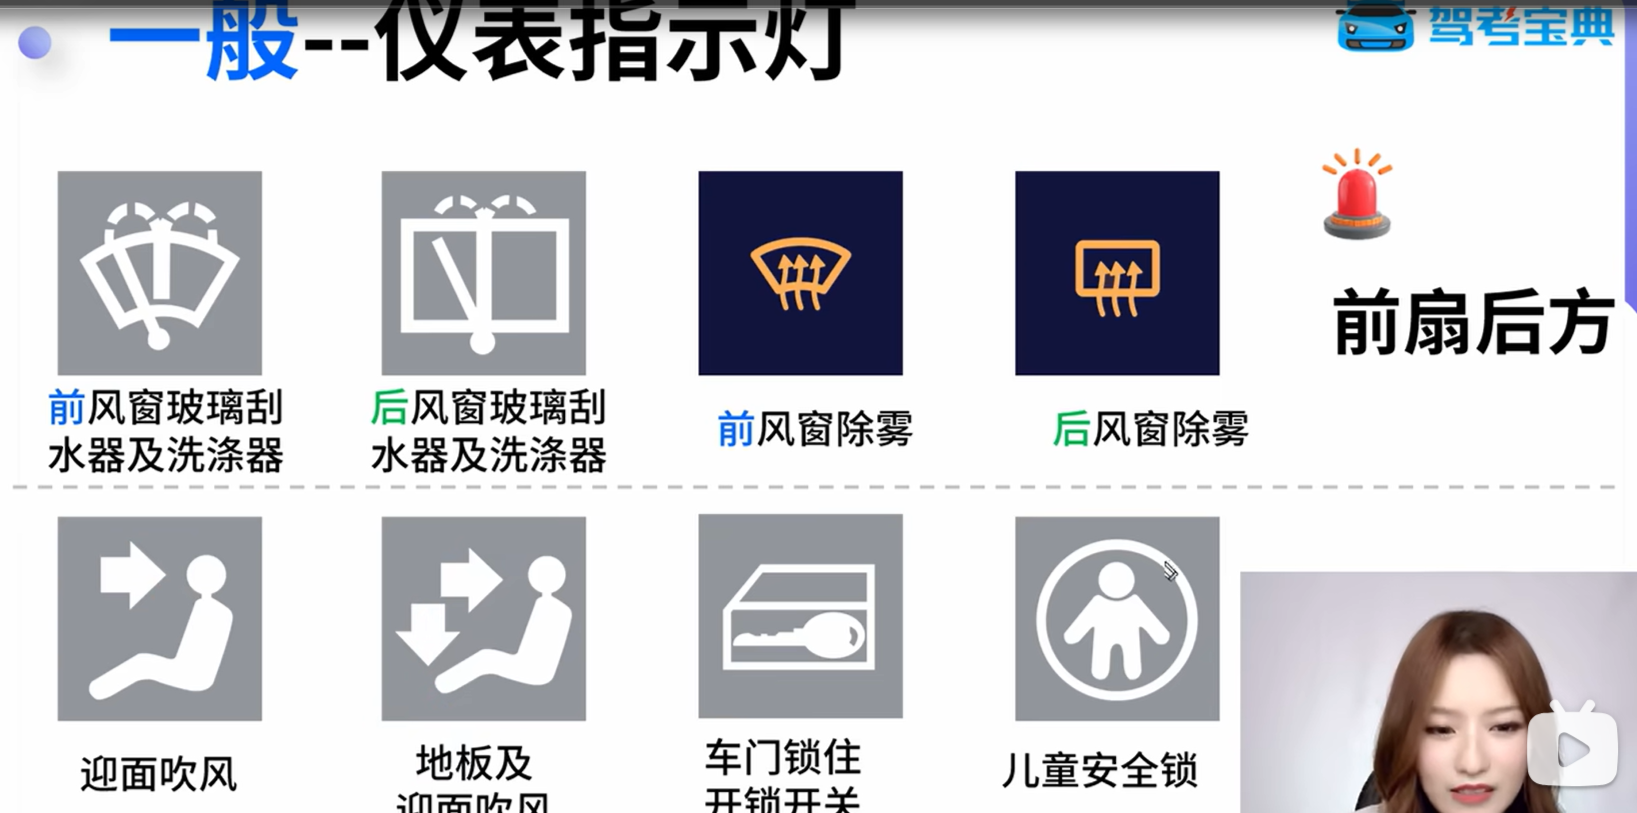 一般--仪表指示灯
驾考宝典
前扇后方
前风窗玻璃刮
水器及洗涤器
后风窗玻璃刮
水器及洗涤器
前风窗除雾
后风窗除雾
迎面吹风
地板及
迎面吹风
车门锁住
开锁开关
儿童安全锁